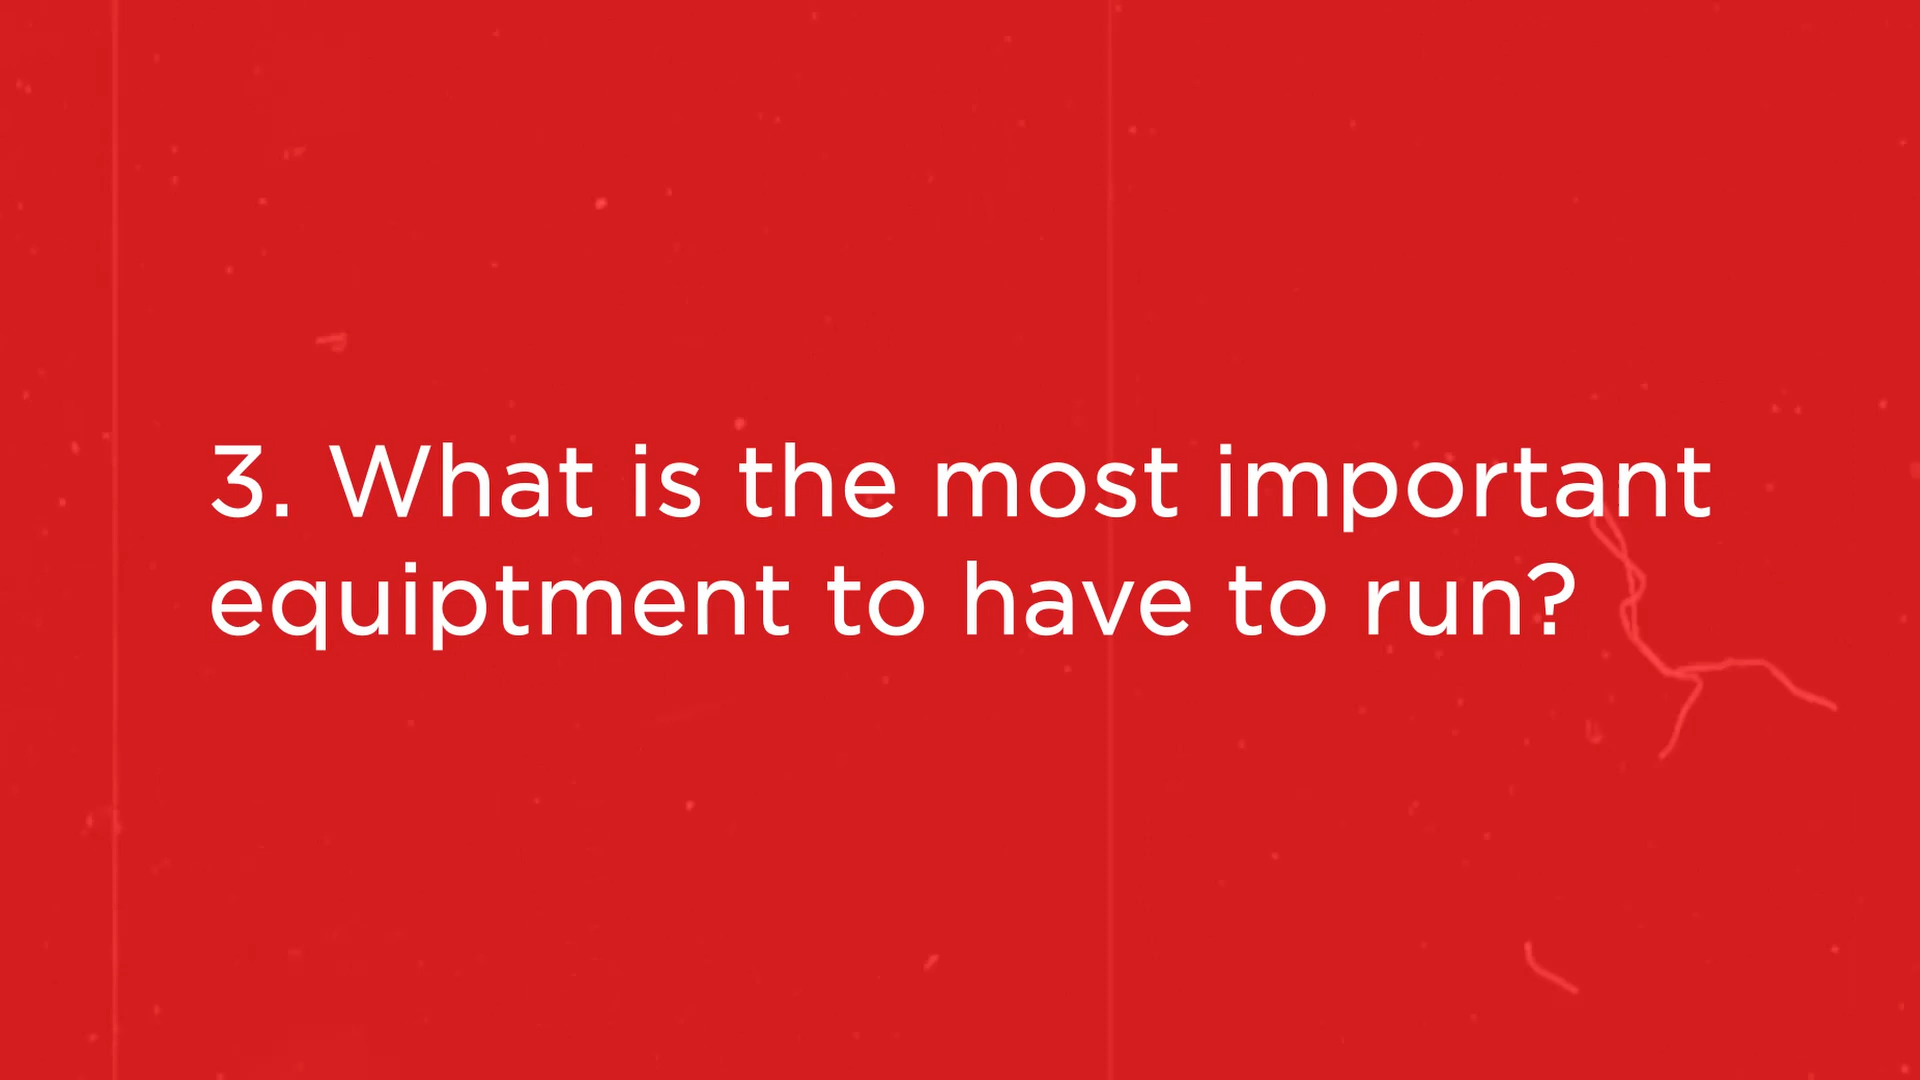 3. What is the most important
equiptment to have to run?